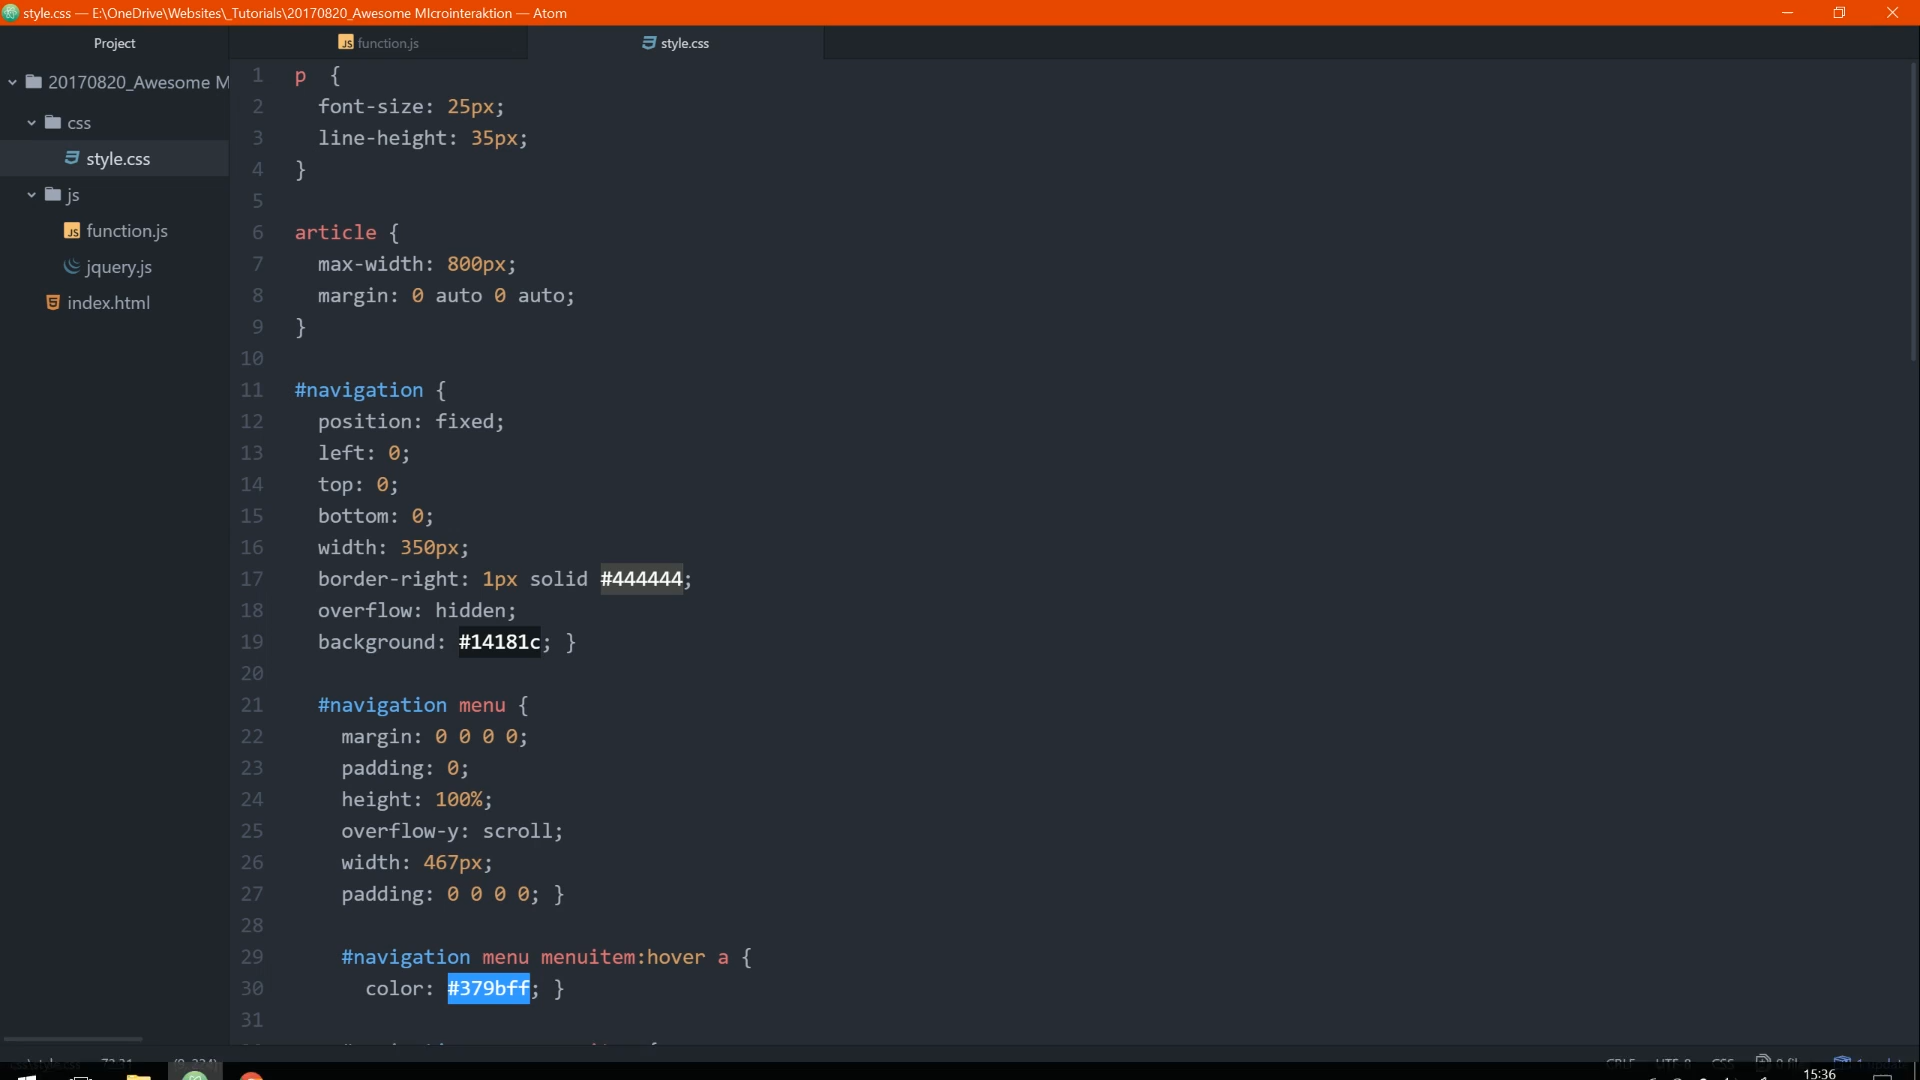 style.css — E:\OneDrive\Websites\_Tutorials\20170820_Awesome MIcrointeraktion — Atom
Project
function.js
style.css
20170820_Awesome M
css
style.css
js
function.js
jquery.js
index.html
1 p  {
2   font-size: 25px;
3   line-height: 35px;
4 }
5
6 article {
7   max-width: 800px;
8   margin: 0 auto 0 auto;
9 }
10
11 #navigation {
12   position: fixed;
13   left: 0;
14   top: 0;
15   bottom: 0;
16   width: 350px;
17   border-right: 1px solid #444444;
18   overflow: hidden;
19   background: #14181c; }
20
21   #navigation menu {
22     margin: 0 0 0 0;
23     padding: 0;
24     height: 100%;
25     overflow-y: scroll;
26     width: 467px;
27     padding: 0 0 0 0; }
28
29     #navigation menu menuitem:hover a {
30       color: #379bff; }
31
CRLF UTF-8 CSS
15:36